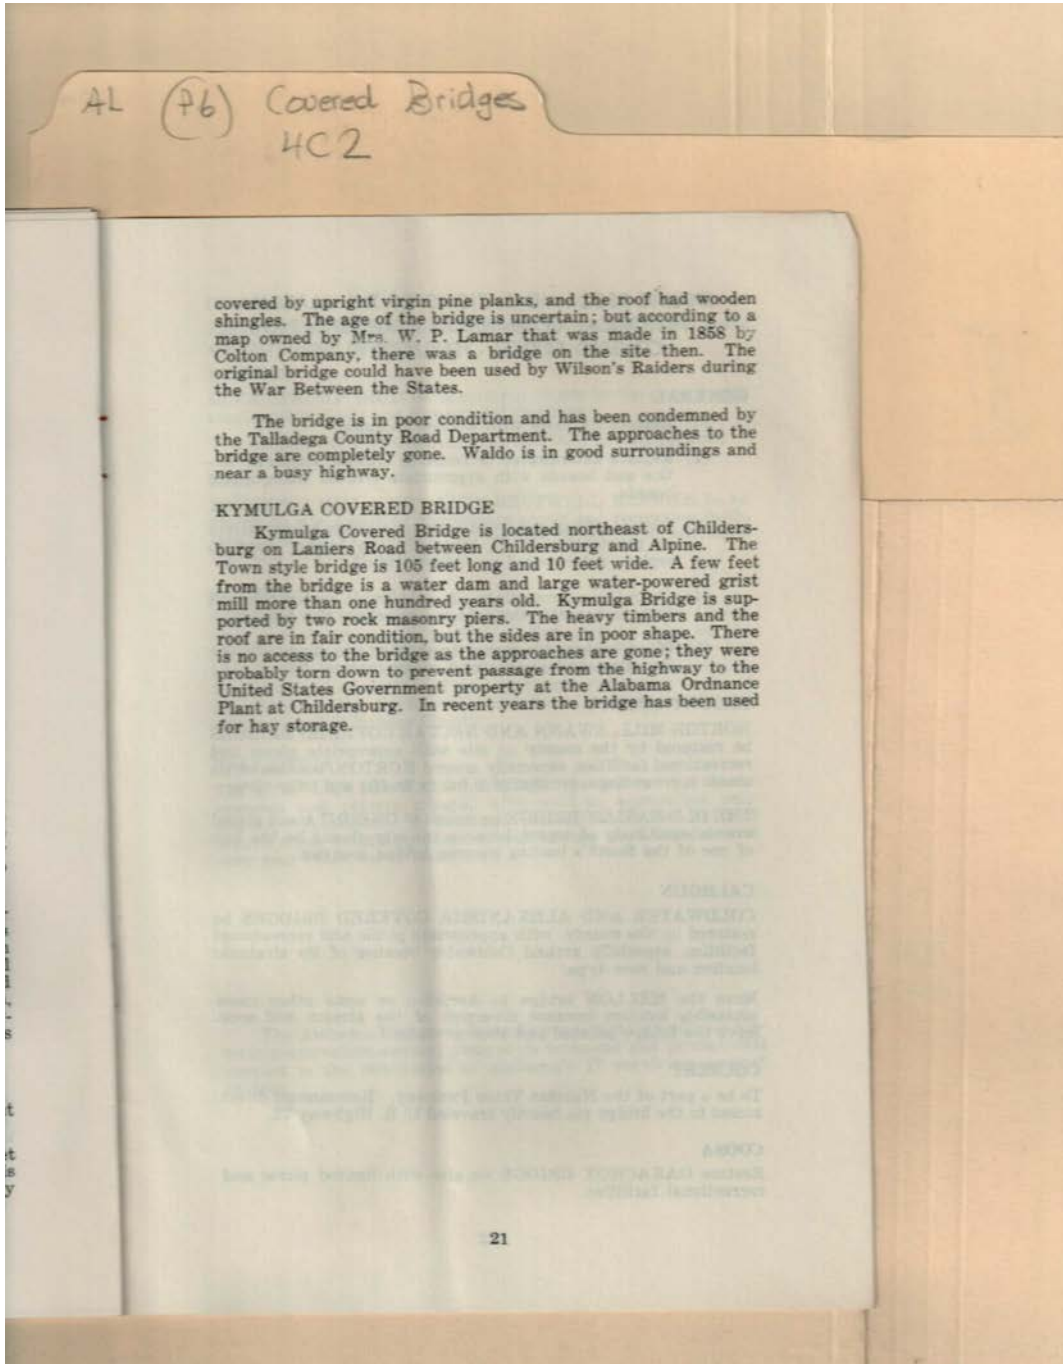 AL (76) Covered Bridges
4C2
covered by upright virgin pine planks, and the roof had wooden
shingles. The age of the bridge is uncertain; but according to a
map owned by Mrs. W. P. Lamar that was made in 1858 by
Colton Company, there was a bridge on the site then. The
original bridge could have been used by Wilson's Raiders during
the War Between the States.
The bridge is in poor condition and has been condemned by
the Talladega County Road Department. The approaches to the
bridge are completely gone. Waldo is in good surroundings and
near a busy highway.
KYMULGA COVERED BRIDGE
Kymulga Covered Bridge is located northeast of Childers-
burg on Laniers Road between Childersburg and Alpine. The
Town style bridge is 105 feet long and 10 feet wide. A few feet
from the bridge is a water dam and large water-powered grist
mill more than one hundred years old. Kymulga Bridge is sup-
ported by two rock masonry piers. The heavy timbers and the
roof are in fair condition, but the sides are in poor shape. There
is no access to the bridge as the approaches are gone; they were
probably torn down to prevent passage from the highway to the
United States Government property at the Alabama Ordnance
Plant at Childersburg. In recent years the bridge has been used
for hay storage.
21